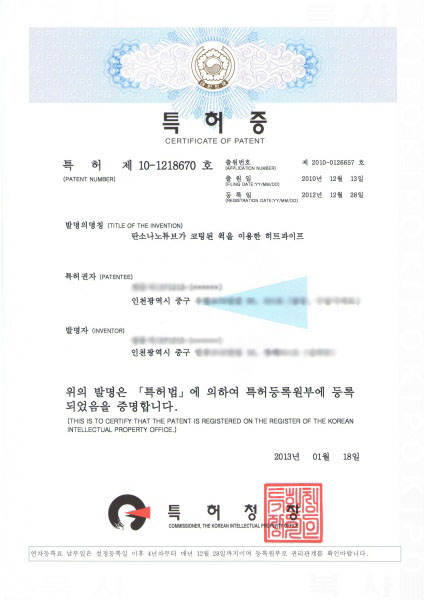 특허증
CERTIFICATE OF PATENT
특 허 제 10-1218670 호
(PATENT NUMBER)
출원번호 제 2010-0126657 호
(APPLICATION NUMBER)
출원일 2010년 12월 13일
(FILING DATE:YY/MM/DD)
등록일 2012년 12월 28일
(REGISTRATION DATE:YY/MM/DD)
발명의명칭 (TITLE OF THE INVENTION)
탄소나노튜브가 코팅된 윅을 이용한 히트파이프
특허권자 (PATENTEE)
인천광역시 중구
발명자 (INVENTOR)
인천광역시 중구
위의 발명은 「특허법」에 의하여 특허등록원부에 등록
되었음을 증명합니다.
(THIS IS TO CERTIFY THAT THE PATENT IS REGISTERED ON THE REGISTER OF THE KOREAN
INTELLECTUAL PROPERTY OFFICE.)
2013년 01월 18일
특허청장
COMMISSIONER, THE KOREAN INTELLECTUAL PROPERTY OFFICE
연차등록료 납부일은 설정등록일 이후 4년차부터 매년 12월 28일까지이며 등록원부로 권리관계를 확인바랍니다.